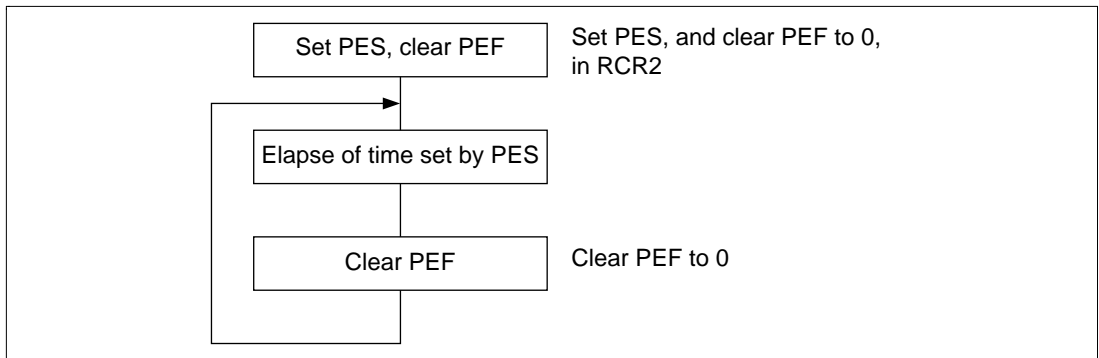 Set PES, clear PEF
Set PES, and clear PEF to 0,
in RCR2
Elapse of time set by PES
Clear PEF
Clear PEF to 0